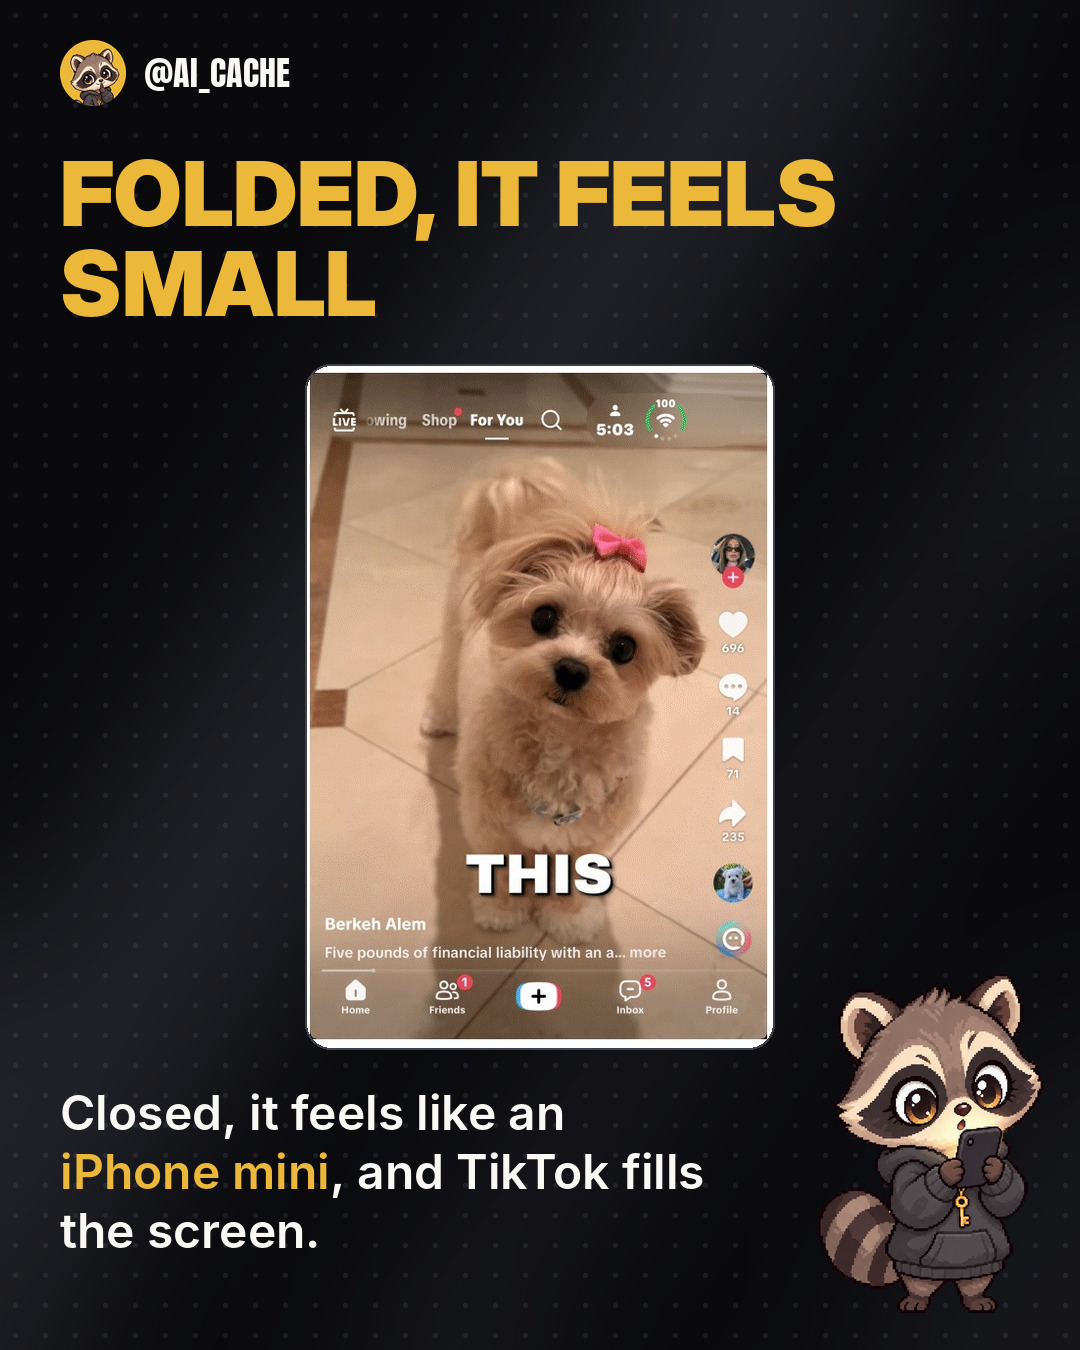 @AI_CACHE
FOLDED, IT FEELS
SMALL
LIVE owing Shop For You 5:03 100
696
14
71
235
THIS
Berkeh Alem
Five pounds of financial liability with an a... more
1 5
Home Friends Inbox Profile
Closed, it feels like an
iPhone mini, and TikTok fills
the screen.